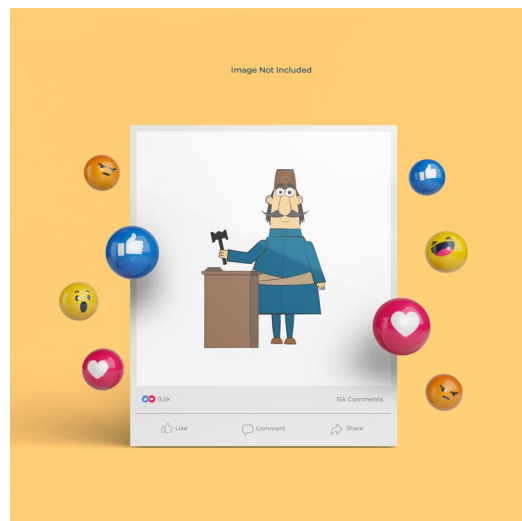 Image Not Included
9.5k
15k Comments
Like
Comment
Share